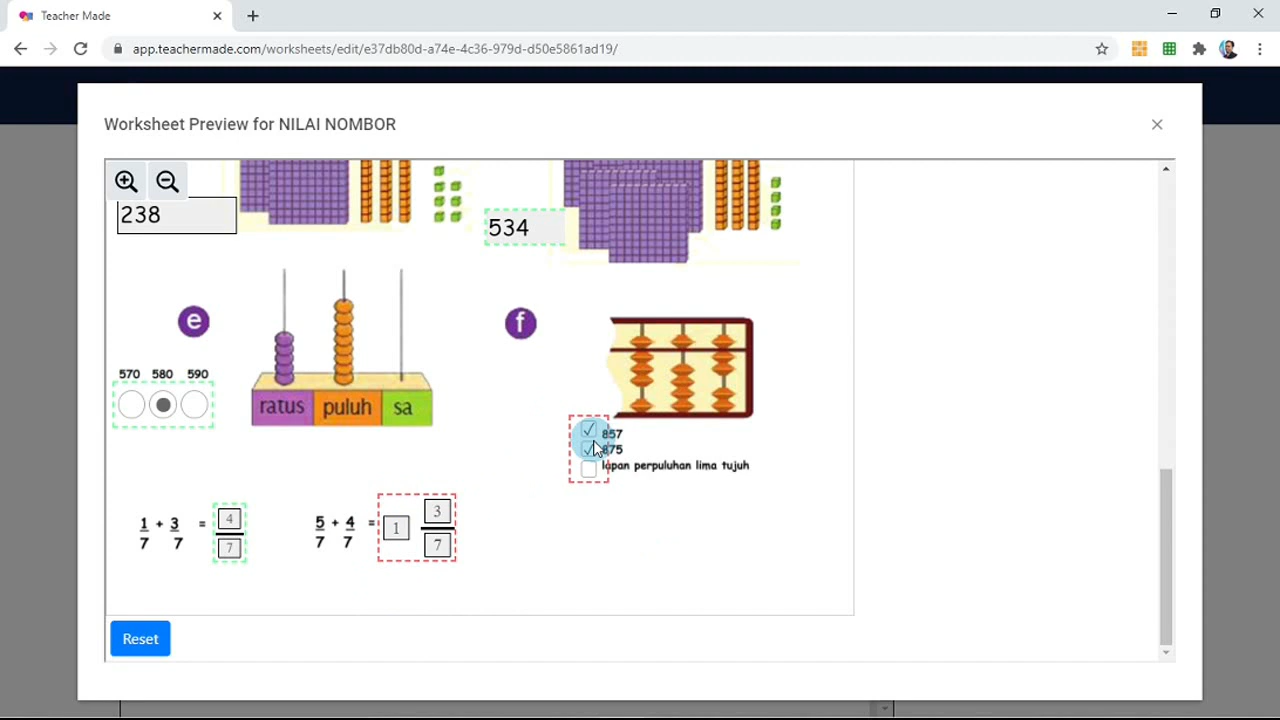 Teacher Made
app.teachermade.com/worksheets/edit/e37db80d-a74e-4c36-979d-d50e5861ad19/
Worksheet Preview for NILAI NOMBOR
238
534
e
f
570 580 590
ratus puluh sa
857
875
lapan perpuluhan lima tujuh
1/7 + 3/7 = 4/7
5/7 + 4/7 = 1 3/7
Reset